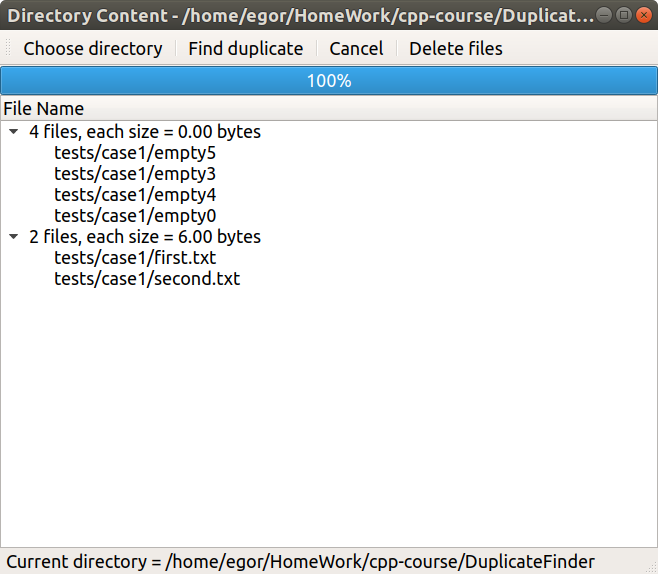 Directory Content - /home/egor/HomeWork/cpp-course/Duplicat...
Choose directory Find duplicate Cancel Delete files
100%
File Name
4 files, each size = 0.00 bytes
tests/case1/empty5
tests/case1/empty3
tests/case1/empty4
tests/case1/empty0
2 files, each size = 6.00 bytes
tests/case1/first.txt
tests/case1/second.txt
Current directory = /home/egor/HomeWork/cpp-course/DuplicateFinder